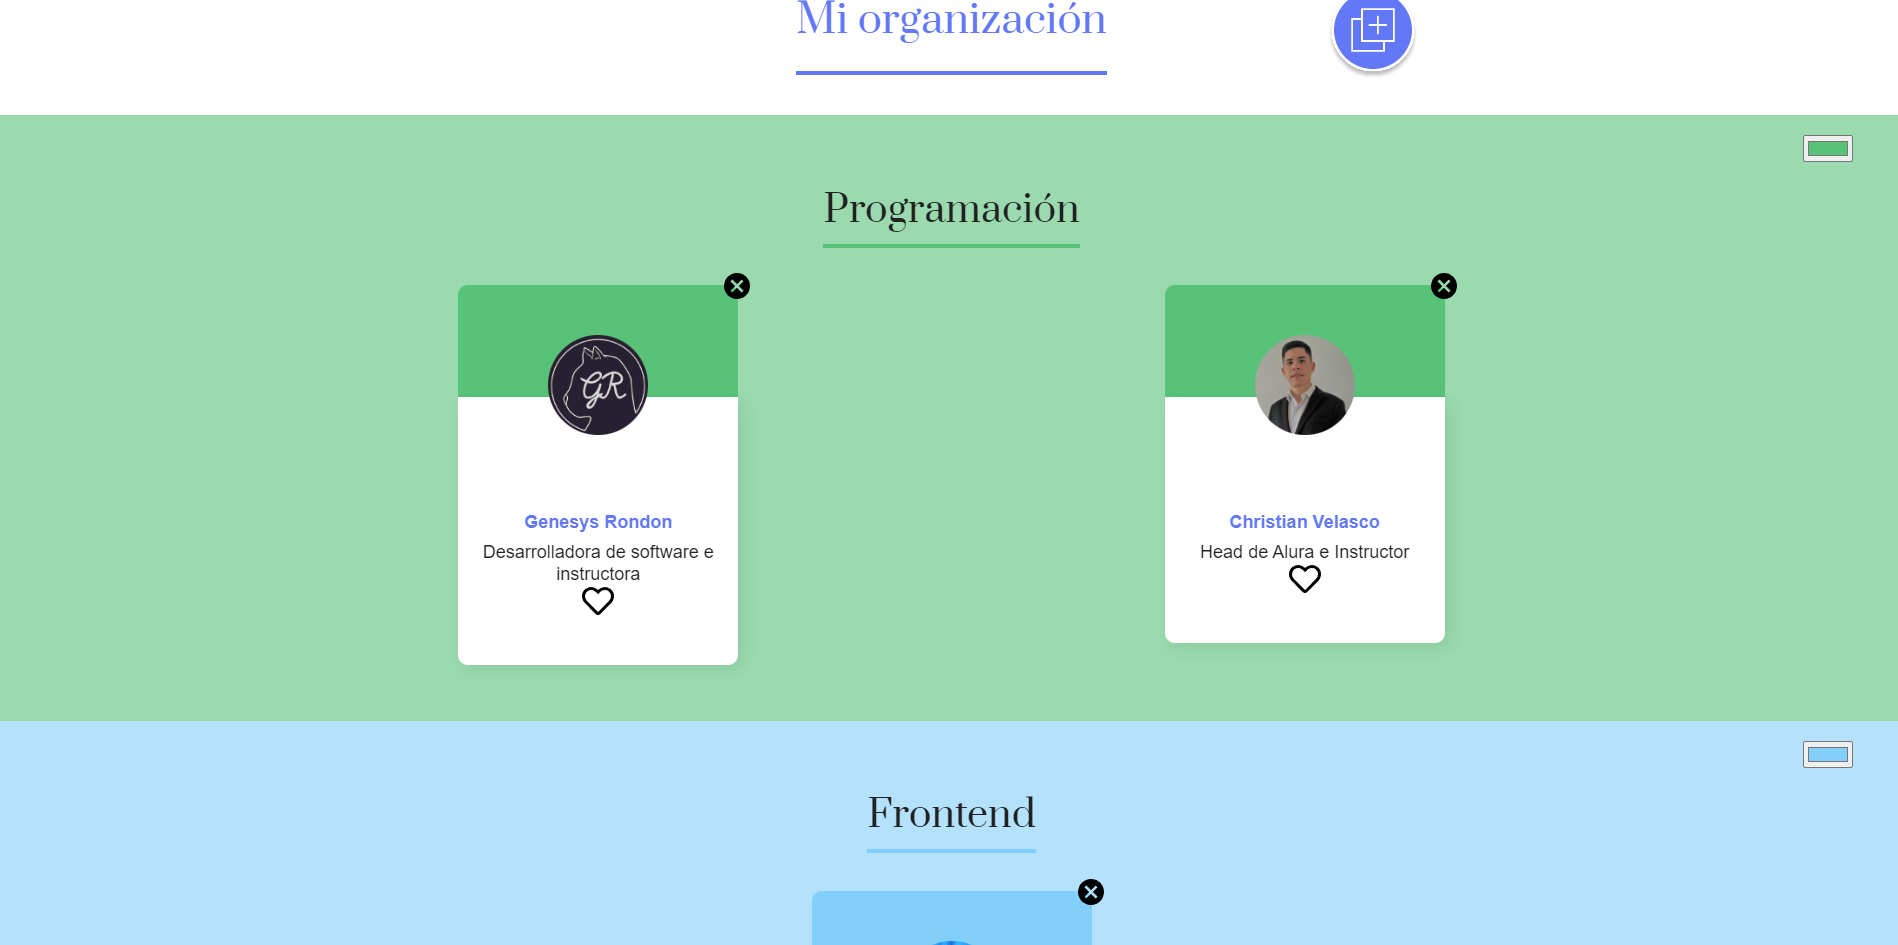 Mi organización
Programación
GR
Genesys Rondon
Desarrolladora de software e
instructora
Christian Velasco
Head de Alura e Instructor
Frontend